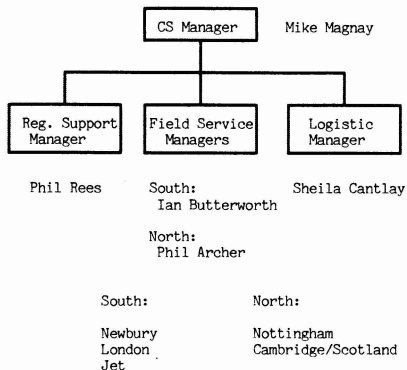 CS Manager Mike Magnay
Reg. Support Manager
Field Service Managers
Logistic Manager
Phil Rees
South:
Ian Butterworth
North:
Phil Archer
Sheila Cantlay
South:
Newbury
London
Jet
North:
Nottingham
Cambridge/Scotland